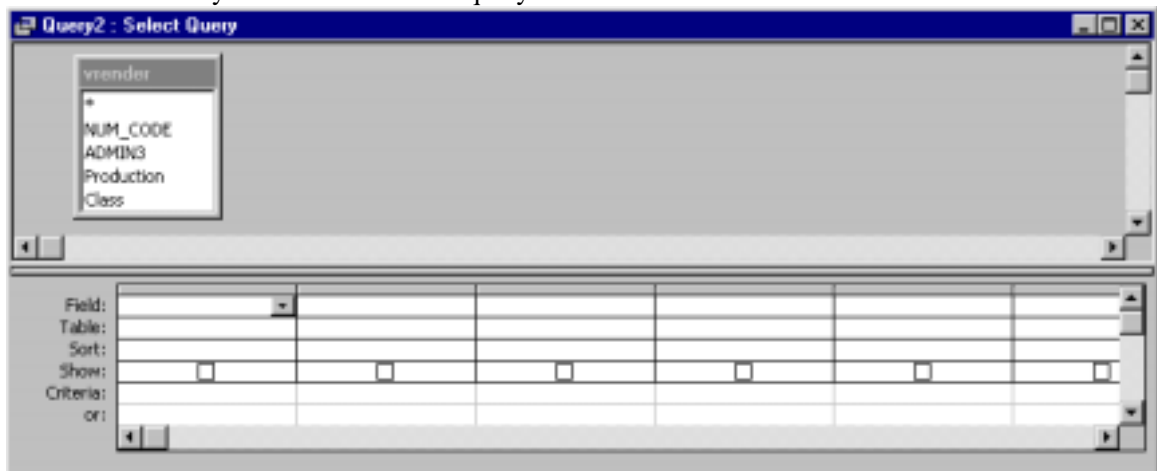 Query2 : Select Query
vrender
*
NUM_CODE
ADMIN3
Production
Class
Field:
Table:
Sort:
Show:
Criteria:
or: